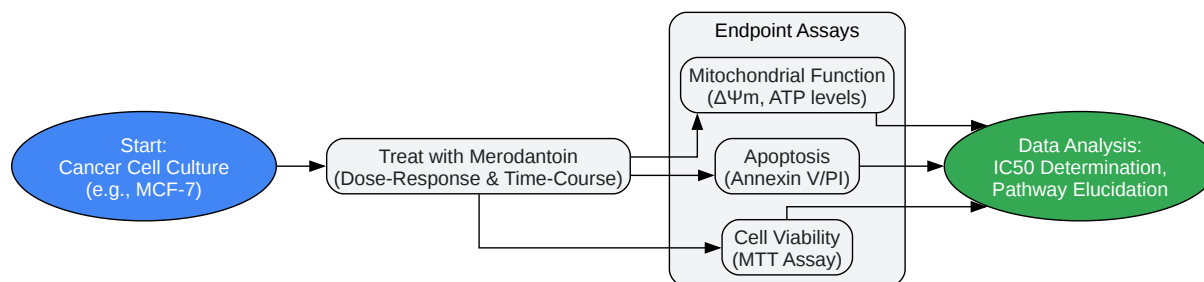 Start:
Cancer Cell Culture
(e.g., MCF-7)
Treat with Merodantoin
(Dose-Response & Time-Course)
Endpoint Assays
Mitochondrial Function
(ΔΨm, ATP levels)
Apoptosis
(Annexin V/PI)
Cell Viability
(MTT Assay)
Data Analysis:
IC50 Determination,
Pathway Elucidation